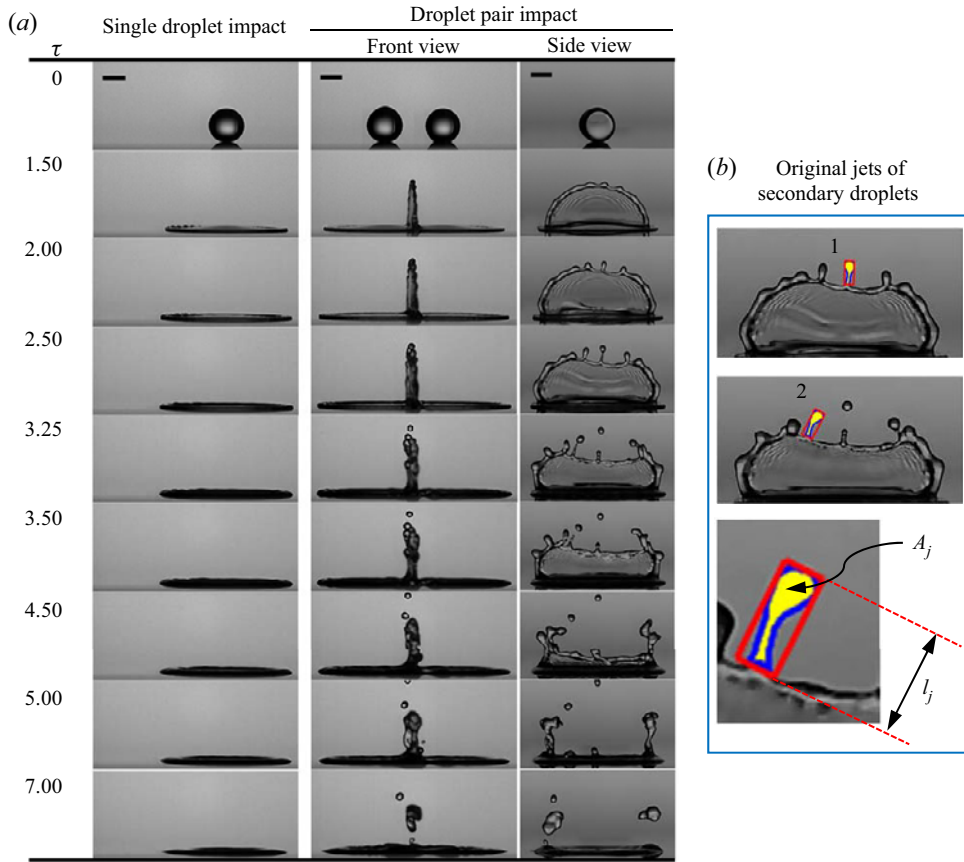 (a)
Single droplet impact
Droplet pair impact
Front view
Side view
τ
0
1.50
2.00
2.50
3.25
3.50
4.50
5.00
7.00
(b)
Original jets of
secondary droplets
1
2
A_j
l_j